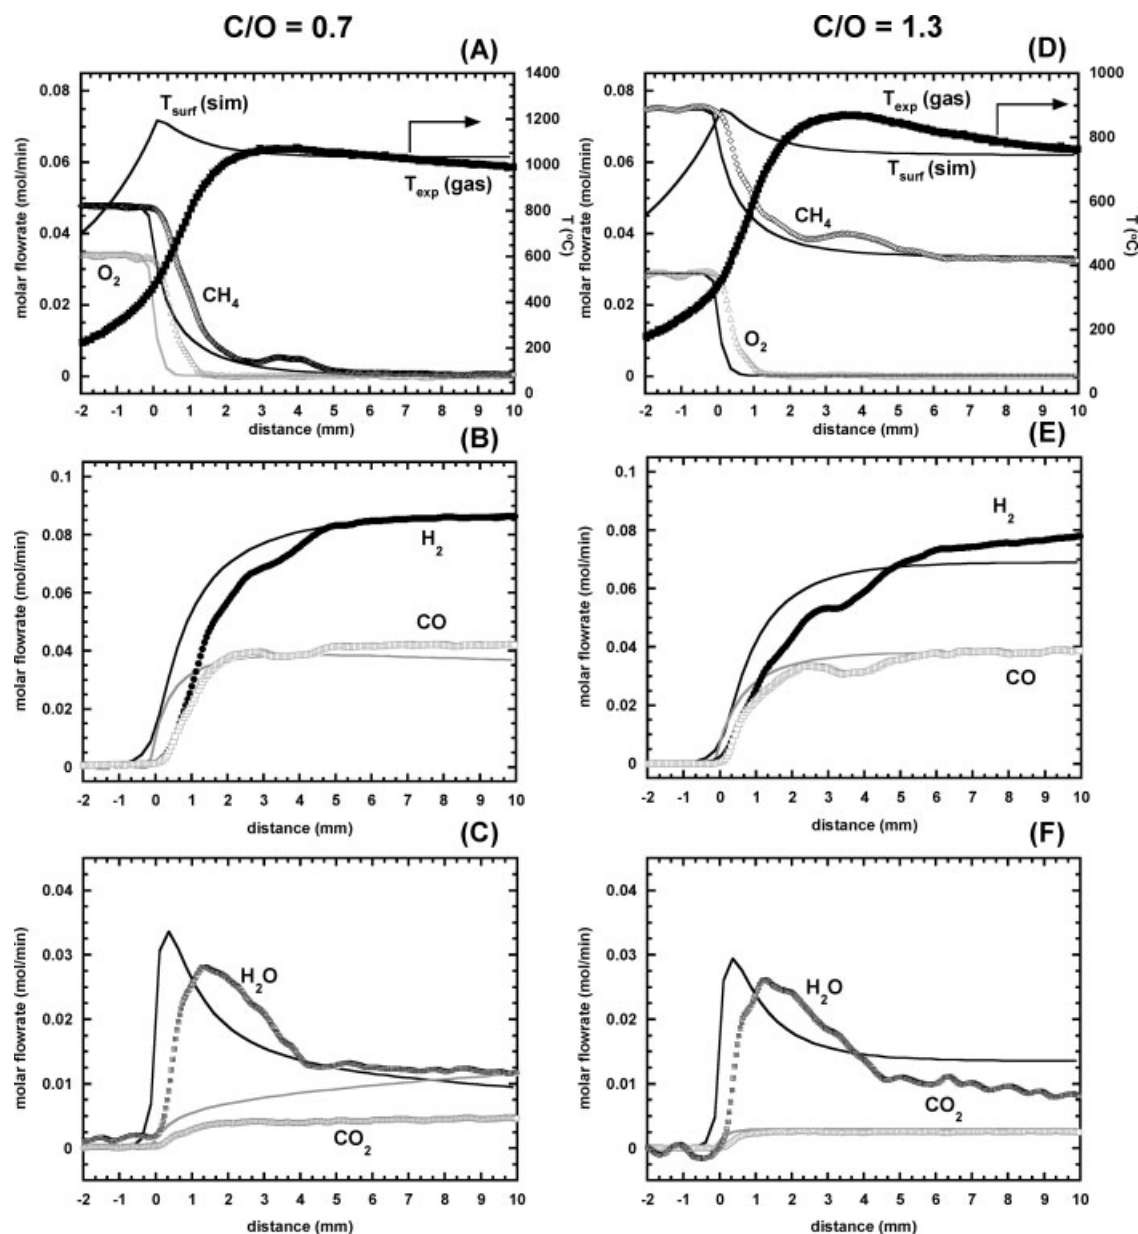 C/O = 0.7
C/O = 1.3
(A)
0.08
0.06
0.04
0.02
0
molar flowrate (mol/min)
T_surf (sim)
T_exp (gas)
O₂
CH₄
1400
1200
1000
800
600
400
200
0
T (ºC)
-2 -1 0 1 2 3 4 5 6 7 8 9 10
distance (mm)
(D)
0.08
0.06
0.04
0.02
0
molar flowrate (mol/min)
T_exp (gas)
T_surf (sim)
CH₄
O₂
1000
800
600
400
200
0
T (ºC)
-2 -1 0 1 2 3 4 5 6 7 8 9 10
distance (mm)
(B)
0.1
0.08
0.06
0.04
0.02
0
molar flowrate (mol/min)
H₂
CO
-2 -1 0 1 2 3 4 5 6 7 8 9 10
distance (mm)
(E)
0.1
0.08
0.06
0.04
0.02
0
molar flowrate (mol/min)
H₂
CO
-2 -1 0 1 2 3 4 5 6 7 8 9 10
distance (mm)
(C)
0.04
0.03
0.02
0.01
0
molar flowrate (mol/min)
H₂O
CO₂
-2 -1 0 1 2 3 4 5 6 7 8 9 10
distance (mm)
(F)
0.04
0.03
0.02
0.01
0
molar flowrate (mol/min)
H₂O
CO₂
-2 -1 0 1 2 3 4 5 6 7 8 9 10
distance (mm)